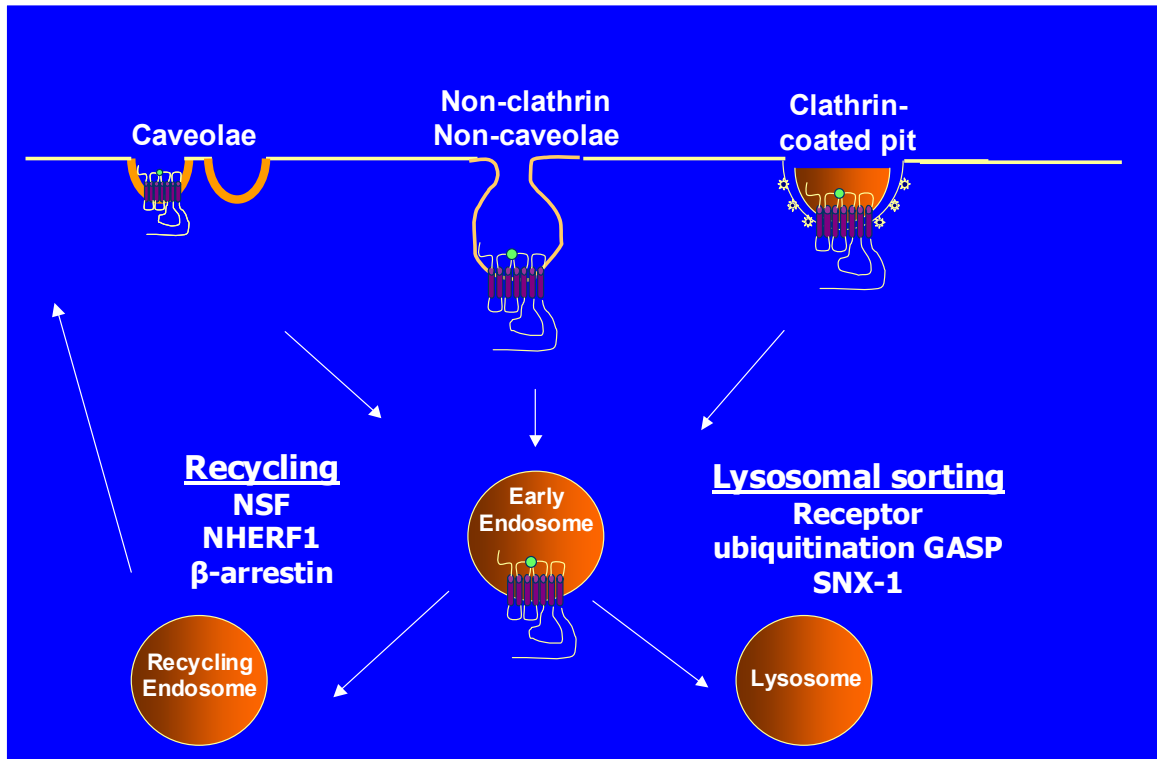 Caveolae
Non-clathrin
Non-caveolae
Clathrin-
coated pit
Recycling
NSF
NHERF1
β-arrestin
Early
Endosome
Lysosomal sorting
Receptor
ubiquitination GASP
SNX-1
Recycling
Endosome
Lysosome